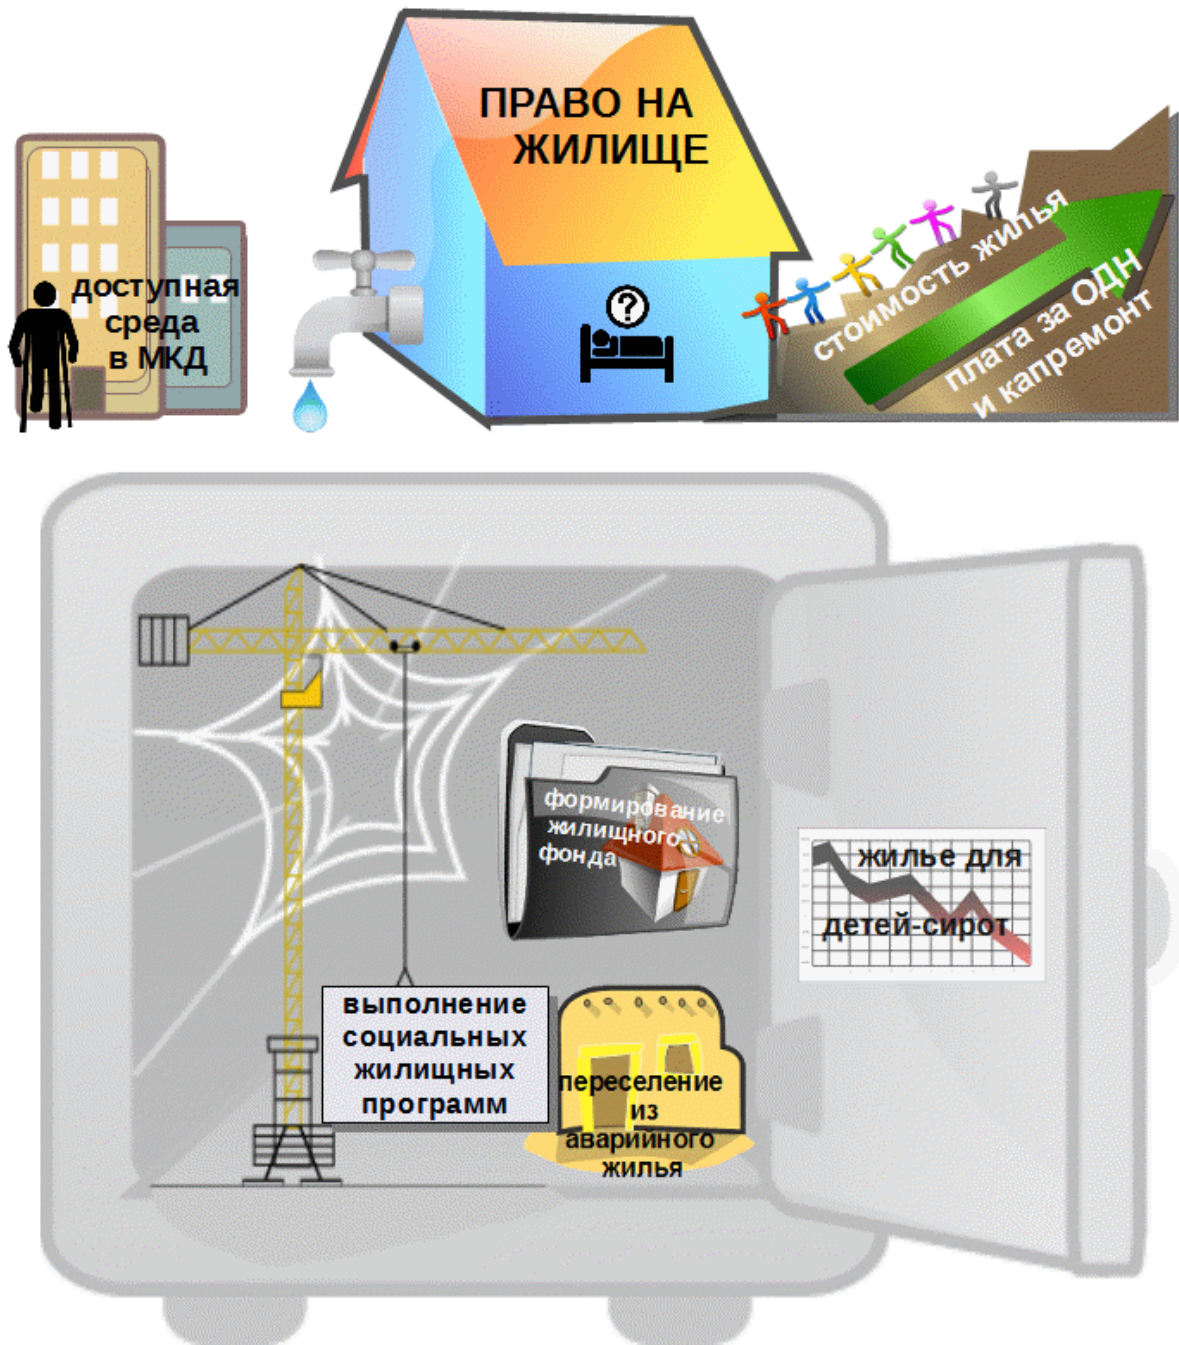 ПРАВО НА
ЖИЛИЩЕ
доступная
среда
в МКД
?
стоимость жилья
плата за ОДН
и капремонт
формирование
жилищного
фонда
жилье для
детей-сирот
выполнение
социальных
жилищных
программ
переселение
из
аварийного
жилья